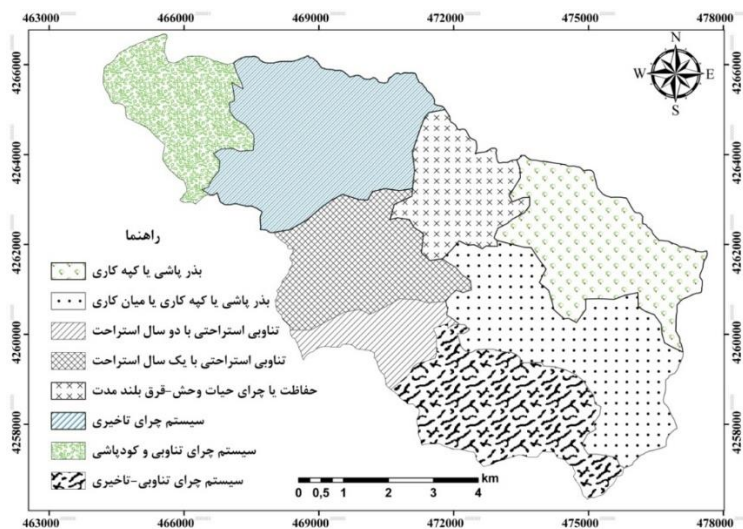 463000 466000 469000 472000 475000 478000
4266000 4266000
4264000 4264000
4262000 4262000
4260000 4260000
4258000 4258000
N
W E
S
راهنما
بذر پاشی یا کپه کاری
بذر پاشی یا کپه کاری یا میان کاری
تناوبی استراحتی با دو سال استراحت
تناوبی استراحتی با یک سال استراحت
حفاظت یا چرای حیات وحش-قرق بلند مدت
سیستم چرای تاخیری
سیستم چرای تناوبی و کودپاشی
سیستم چرای تناوبی-تاخیری
km
0 0,5 1 2 3 4
463000 466000 469000 472000 475000 478000